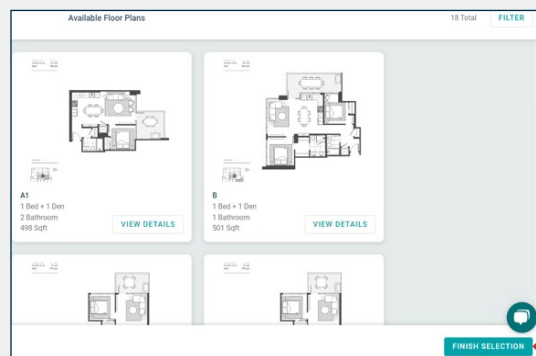 Available Floor Plans
18 Total
FILTER
A1
1 Bed + 1 Den
2 Bathroom
498 Sqft
VIEW DETAILS
B
1 Bed + 1 Den
1 Bathroom
501 Sqft
VIEW DETAILS
FINISH SELECTION